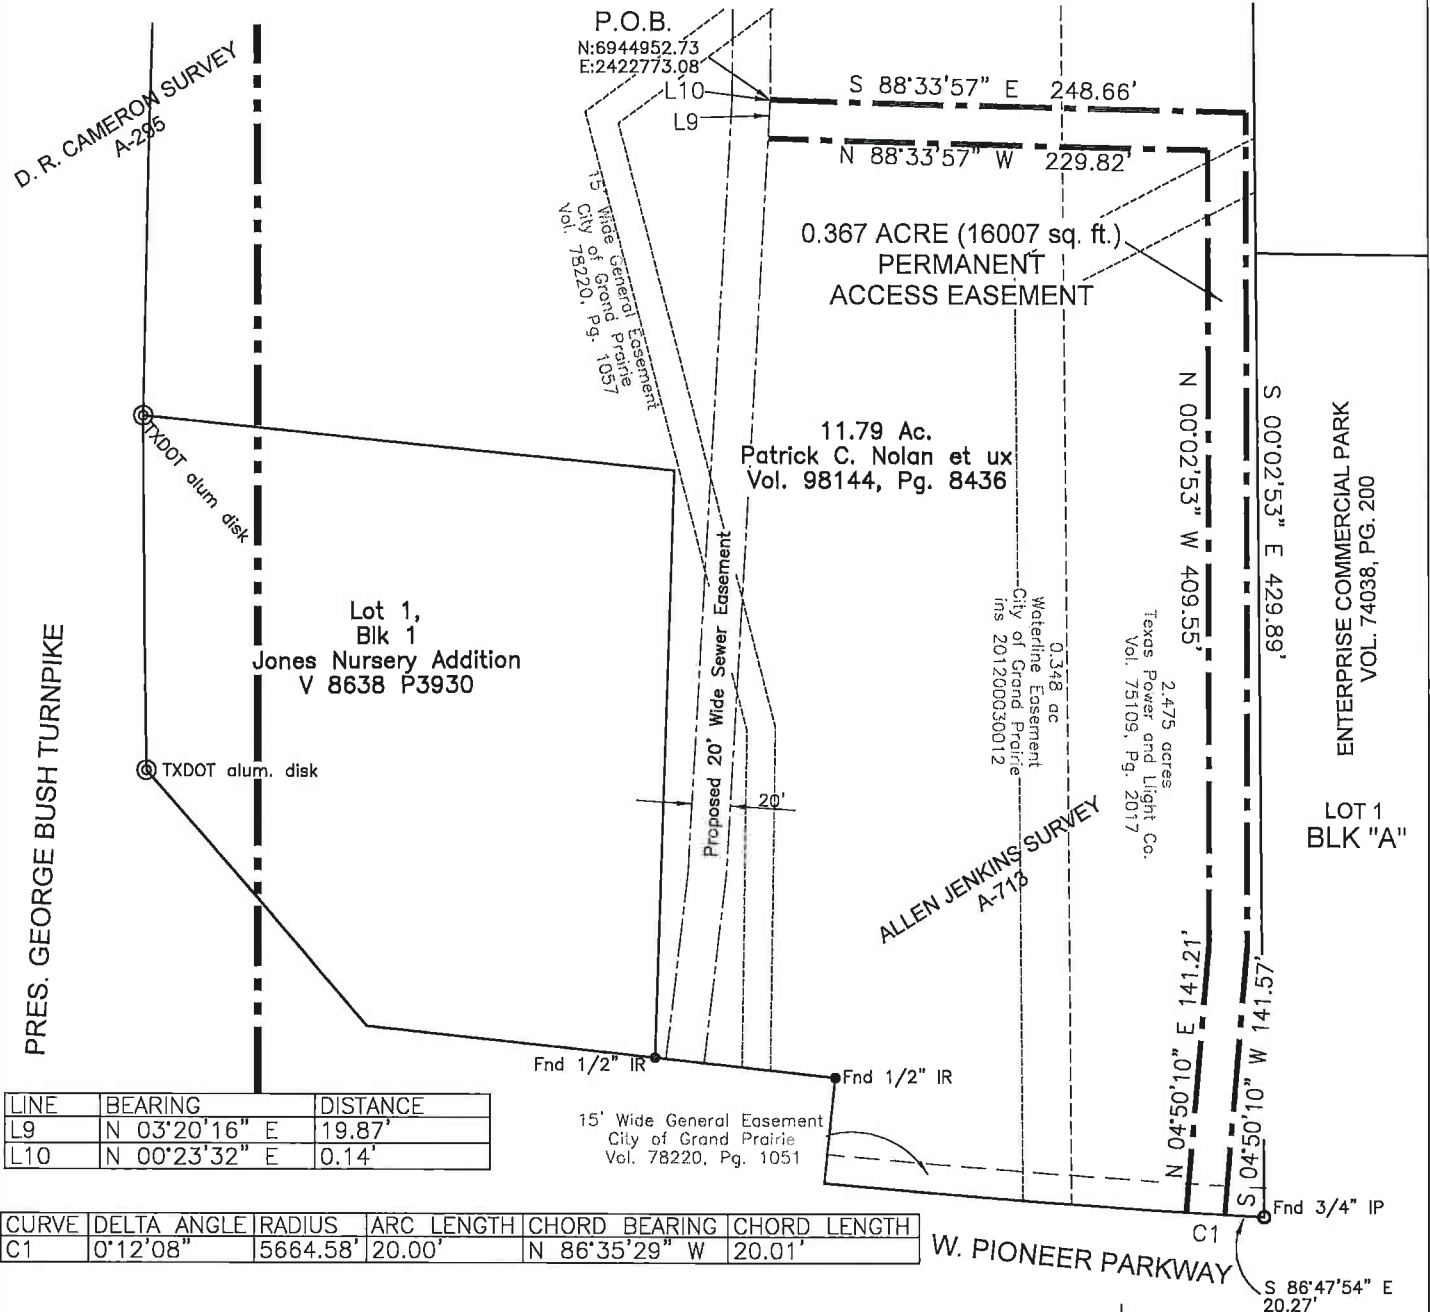 P.O.B.
N:6944952.73
E:2422773.08
L10
L9
S 88°33'57" E 248.66'
N 88°33'57" W 229.82'
D. R. CAMERON SURVEY
A-295
15' Wide General Easement
City of Grand Prairie
Vol. 78220, Pg. 1057
0.367 ACRE (16007 sq. ft.)
PERMANENT
ACCESS EASEMENT
11.79 Ac.
Patrick C. Nolan et ux
Vol. 98144, Pg. 8436
N 00°02'53" W 409.55'
S 00°02'53" E 429.89'
ENTERPRISE COMMERCIAL PARK
VOL. 74038, PG. 200
LOT 1
BLK "A"
TXDOT alum disk
Lot 1,
Blk 1
Jones Nursery Addition
V 8638 P3930
TXDOT alum. disk
PRES. GEORGE BUSH TURNPIKE
Proposed 20' Wide Sewer Easement
20'
0.348 ac
Waterline Easement
City of Grand Prairie
ins 201200030012
2.475 acres
Texas Power and Llight Co.
Vol. 75109, Pg. 2017
ALLEN JENKINS SURVEY
A-713
N 04°50'10" E 141.21'
S 04°50'10" W 141.57'
Fnd 1/2" IR
Fnd 1/2" IR
15' Wide General Easement
City of Grand Prairie
Vol. 78220, Pg. 1051
Fnd 3/4" IP
C1
W. PIONEER PARKWAY
S 86°47'54" E
20.27'
LINE BEARING DISTANCE
L9 N 03°20'16" E 19.87'
L10 N 00°23'32" E 0.14'
CURVE DELTA ANGLE RADIUS ARC LENGTH CHORD BEARING CHORD LENGTH
C1 0°12'08" 5664.58' 20.00' N 86°35'29" W 20.01'